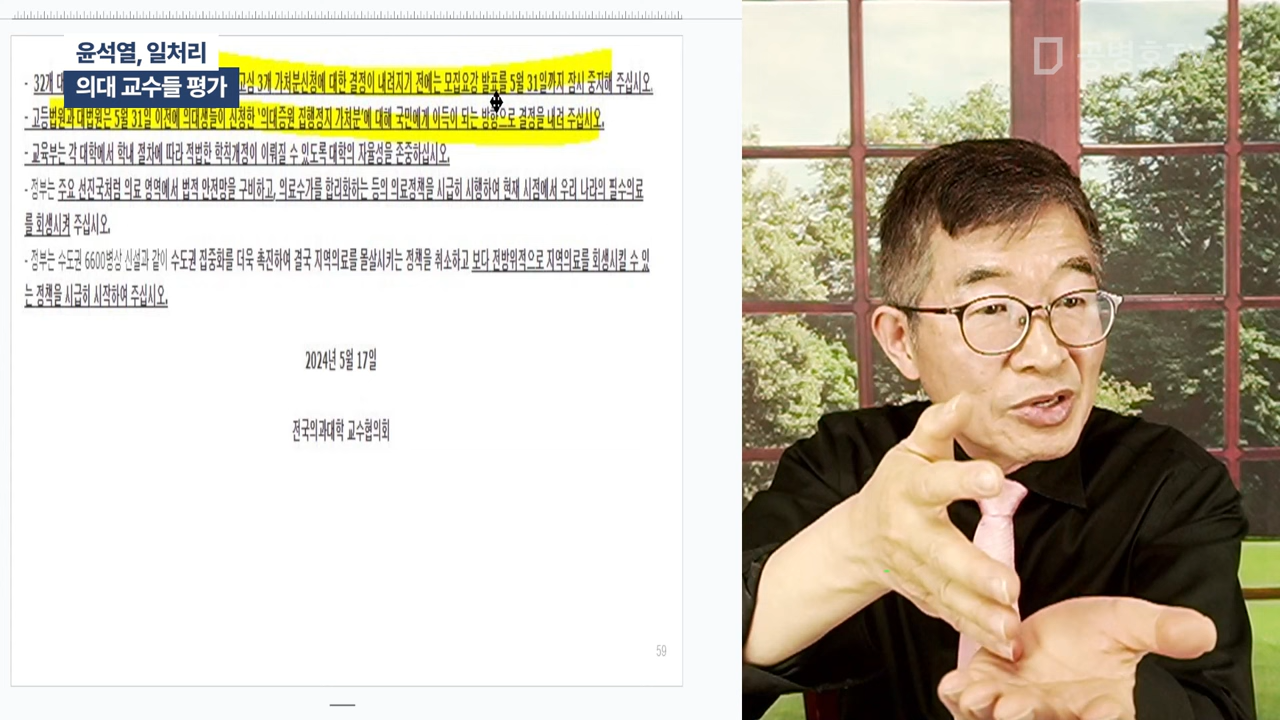 윤석열, 일처리
의대 교수들 평가
- 32개 대 고심 3개 가처분신청에 대한 결정이 내려지기 전에는 모집요강 발표를 5월 31일까지 잠시 중지해 주십시오.
- 고등법원과 대법원은 5월 31일 이전에 의대생들이 신청한 '의대증원 집행정지 가처분'에 대해 국민에게 이득이 되는 방향으로 결정을 내려 주십시오.
- 교육부는 각 대학에서 학내 절차에 따라 적법한 학칙개정이 이뤄질 수 있도록 대학의 자율성을 존중하십시오.
- 정부는 주요 선진국처럼 의료 영역에서 법적 안전망을 구비하고, 의료수가를 합리화하는 등의 의료정책을 시급히 시행하여 현재 시점에서 우리 나라의 필수의료
를 회생시켜 주십시오.
- 정부는 수도권 6600병상 신설과 같이 수도권 집중화를 더욱 촉진하여 결국 지역의료를 몰살시키는 정책을 취소하고 보다 전방위적으로 지역의료를 회생시킬 수 있
는 정책을 시급히 시작하여 주십시오.
2024년 5월 17일
전국의과대학 교수협의회
59
공병호TV